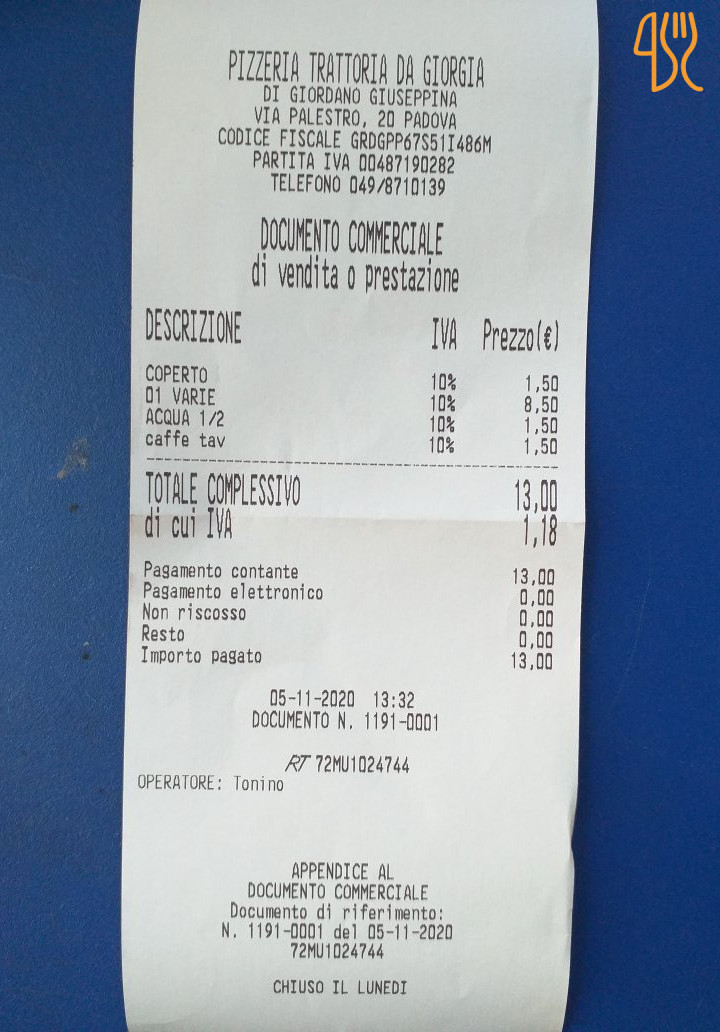 PIZZERIA TRATTORIA DA GIORGIA
DI GIORDANO GIUSEPPINA
VIA PALESTRO, 20 PADOVA
CODICE FISCALE GRDGPP67S51I486M
PARTITA IVA 00487190282
TELEFONO 049/8710139
DOCUMENTO COMMERCIALE
di vendita o prestazione
DESCRIZIONE IVA Prezzo(€)
COPERTO 10% 1,50
01 VARIE 10% 8,50
ACQUA 1/2 10% 1,50
caffe tav 10% 1,50
TOTALE COMPLESSIVO 13,00
di cui IVA 1,18
Pagamento contante 13,00
Pagamento elettronico 0,00
Non riscosso 0,00
Resto 0,00
Importo pagato 13,00
05-11-2020 13:32
DOCUMENTO N. 1191-0001
RT 72MU1024744
OPERATORE: Tonino
APPENDICE AL
DOCUMENTO COMMERCIALE
Documento di riferimento:
N. 1191-0001 del 05-11-2020
72MU1024744
CHIUSO IL LUNEDI